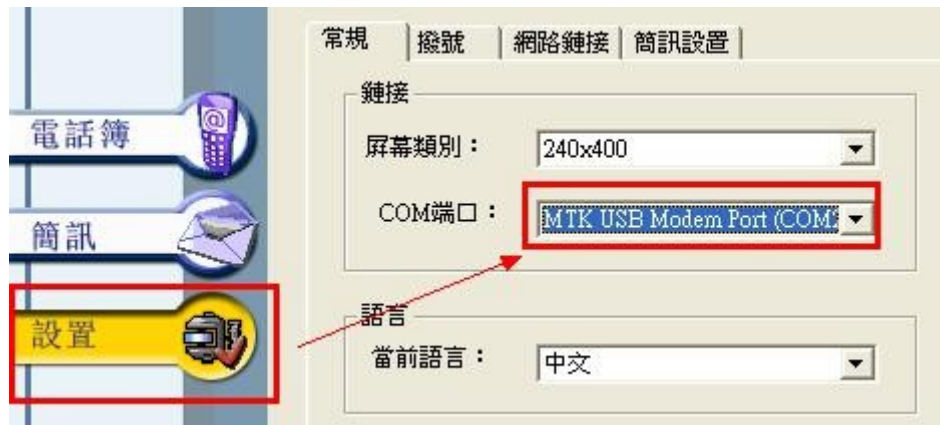 常規 撥號 網路鏈接 簡訊設置
鏈接
電話簿
屏幕類別： 240x400
COM端口： MTK USB Modem Port (COM2
簡訊
語言
設置
當前語言： 中文